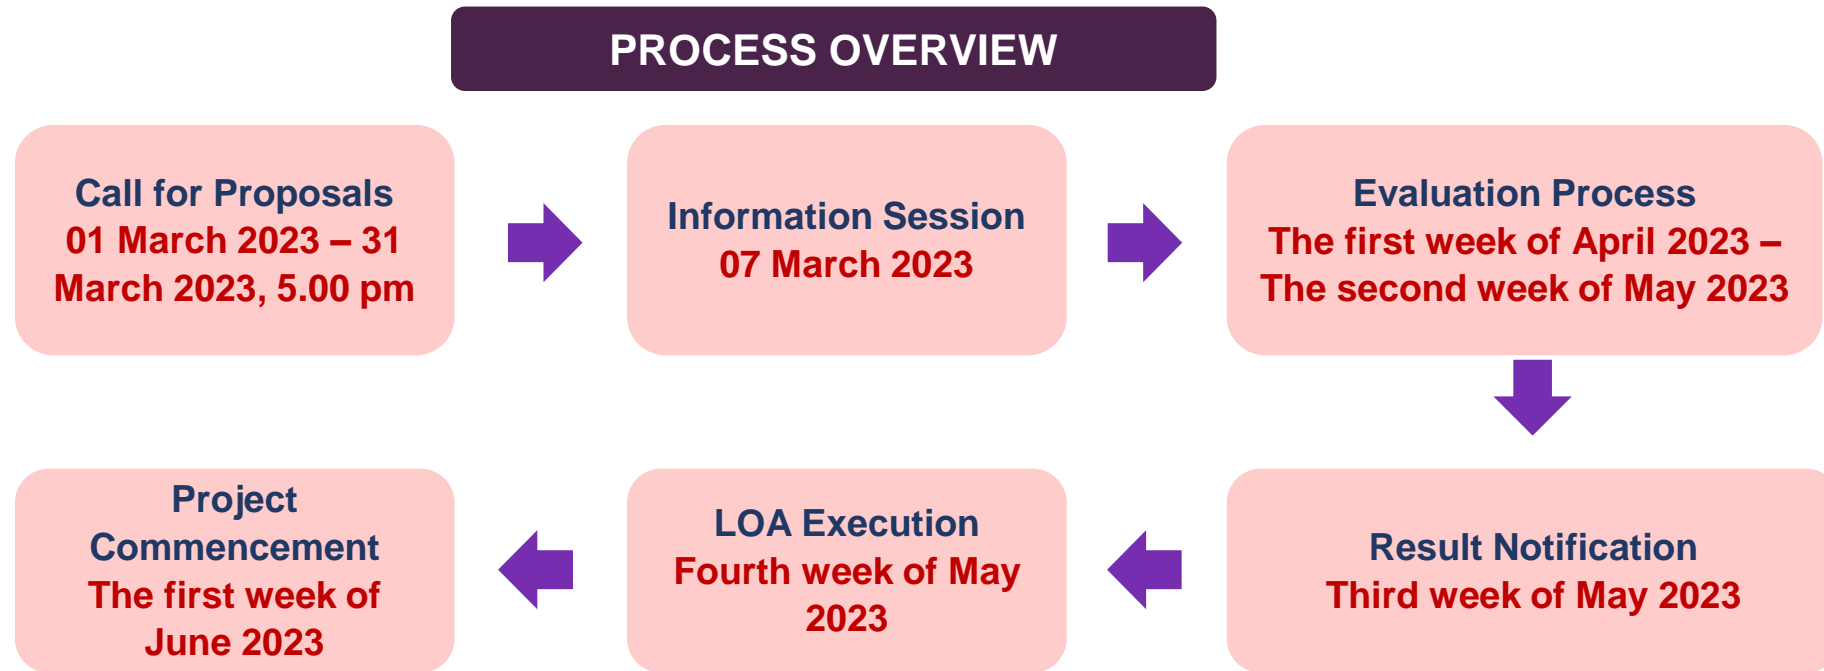 PROCESS OVERVIEW
Call for Proposals
01 March 2023 – 31
March 2023, 5.00 pm
Information Session
07 March 2023
Evaluation Process
The first week of April 2023 –
The second week of May 2023
Result Notification
Third week of May 2023
LOA Execution
Fourth week of May
2023
Project
Commencement
The first week of
June 2023